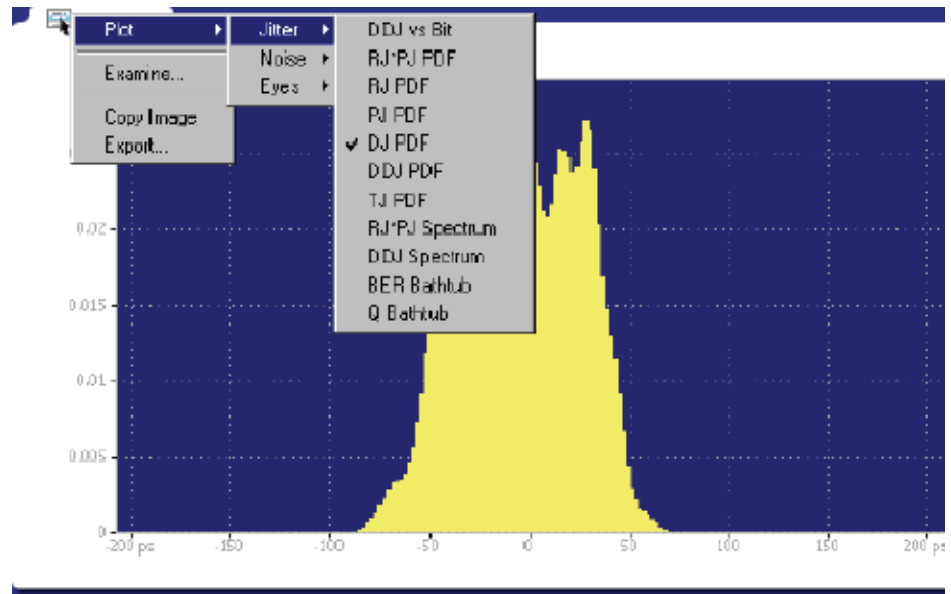 Plot
Examine...
Copy Image
Export...
Jitter
Noise
Eyes
DDJ vs Bit
RJ*PJ PDF
RJ PDF
PJ PDF
DJ PDF
DDJ PDF
TJ PDF
RJ*PJ Spectrum
DDJ Spectrum
BER Bathtub
Q Bathtub
0.02
0.015
0.01
0.005
0
-200 ps -150 -100 -50 0 50 100 150 200 ps